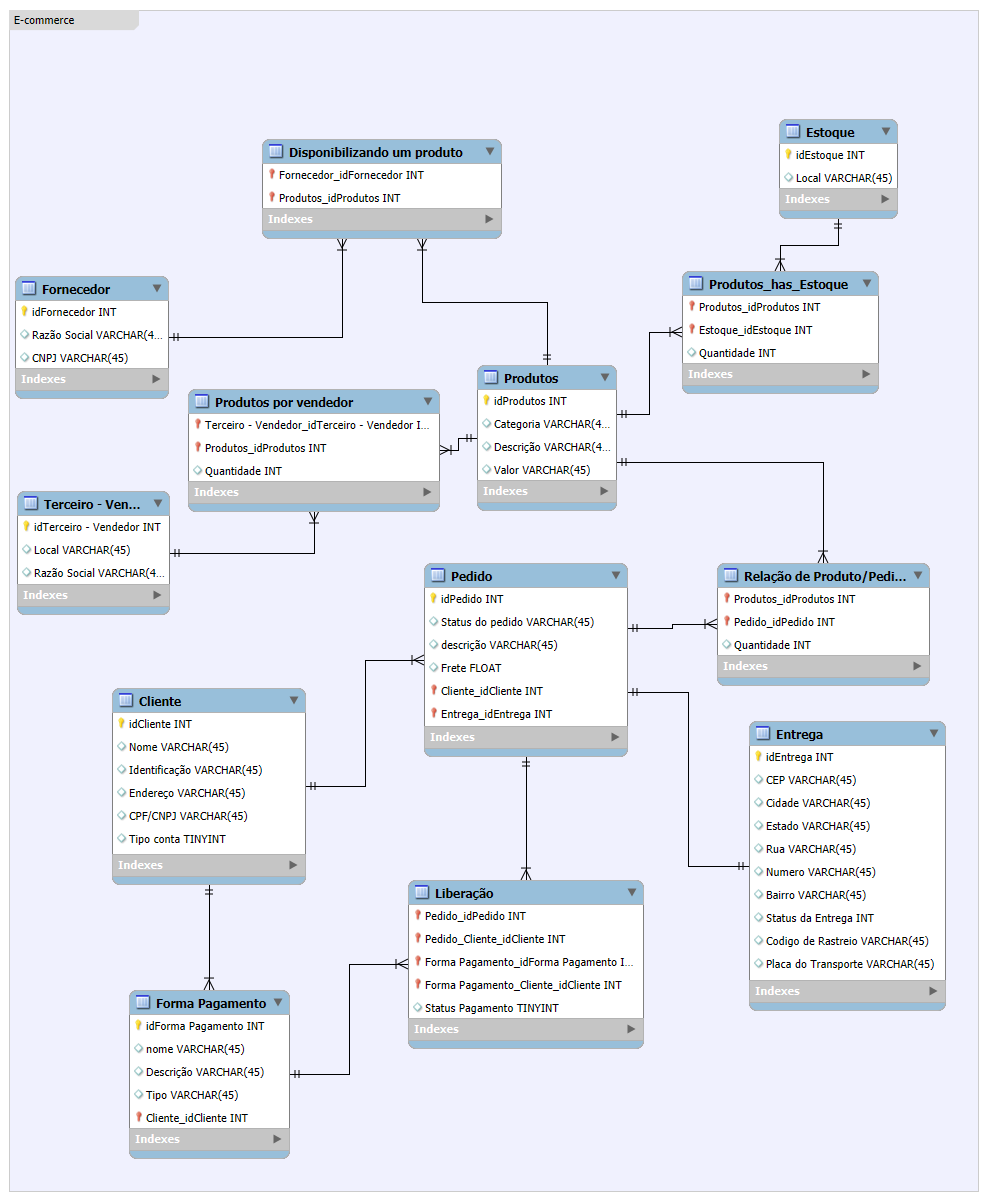 E-commerce
Estoque
idEstoque INT
Local VARCHAR(45)
Indexes
Disponibilizando um produto
Fornecedor_idFornecedor INT
Produtos_idProdutos INT
Indexes
Fornecedor
idFornecedor INT
Razão Social VARCHAR(4...
CNPJ VARCHAR(45)
Indexes
Produtos_has_Estoque
Produtos_idProdutos INT
Estoque_idEstoque INT
Quantidade INT
Indexes
Produtos
idProdutos INT
Categoria VARCHAR(4...
Descrição VARCHAR(4...
Valor VARCHAR(45)
Indexes
Produtos por vendedor
Terceiro - Vendedor_idTerceiro - Vendedor I...
Produtos_idProdutos INT
Quantidade INT
Indexes
Terceiro - Ven...
idTerceiro - Vendedor INT
Local VARCHAR(45)
Razão Social VARCHAR(4...
Indexes
Pedido
idPedido INT
Status do pedido VARCHAR(45)
descrição VARCHAR(45)
Frete FLOAT
Cliente_idCliente INT
Entrega_idEntrega INT
Indexes
Relação de Produto/Pedi...
Produtos_idProdutos INT
Pedido_idPedido INT
Quantidade INT
Indexes
Cliente
idCliente INT
Nome VARCHAR(45)
Identificação VARCHAR(45)
Endereço VARCHAR(45)
CPF/CNPJ VARCHAR(45)
Tipo conta TINYINT
Indexes
Entrega
idEntrega INT
CEP VARCHAR(45)
Cidade VARCHAR(45)
Estado VARCHAR(45)
Rua VARCHAR(45)
Numero VARCHAR(45)
Bairro VARCHAR(45)
Status da Entrega INT
Codigo de Rastreio VARCHAR(45)
Placa do Transporte VARCHAR(45)
Indexes
Liberação
Pedido_idPedido INT
Pedido_Cliente_idCliente INT
Forma Pagamento_idForma Pagamento I...
Forma Pagamento_Cliente_idCliente INT
Status Pagamento TINYINT
Indexes
Forma Pagamento
idForma Pagamento INT
nome VARCHAR(45)
Descrição VARCHAR(45)
Tipo VARCHAR(45)
Cliente_idCliente INT
Indexes